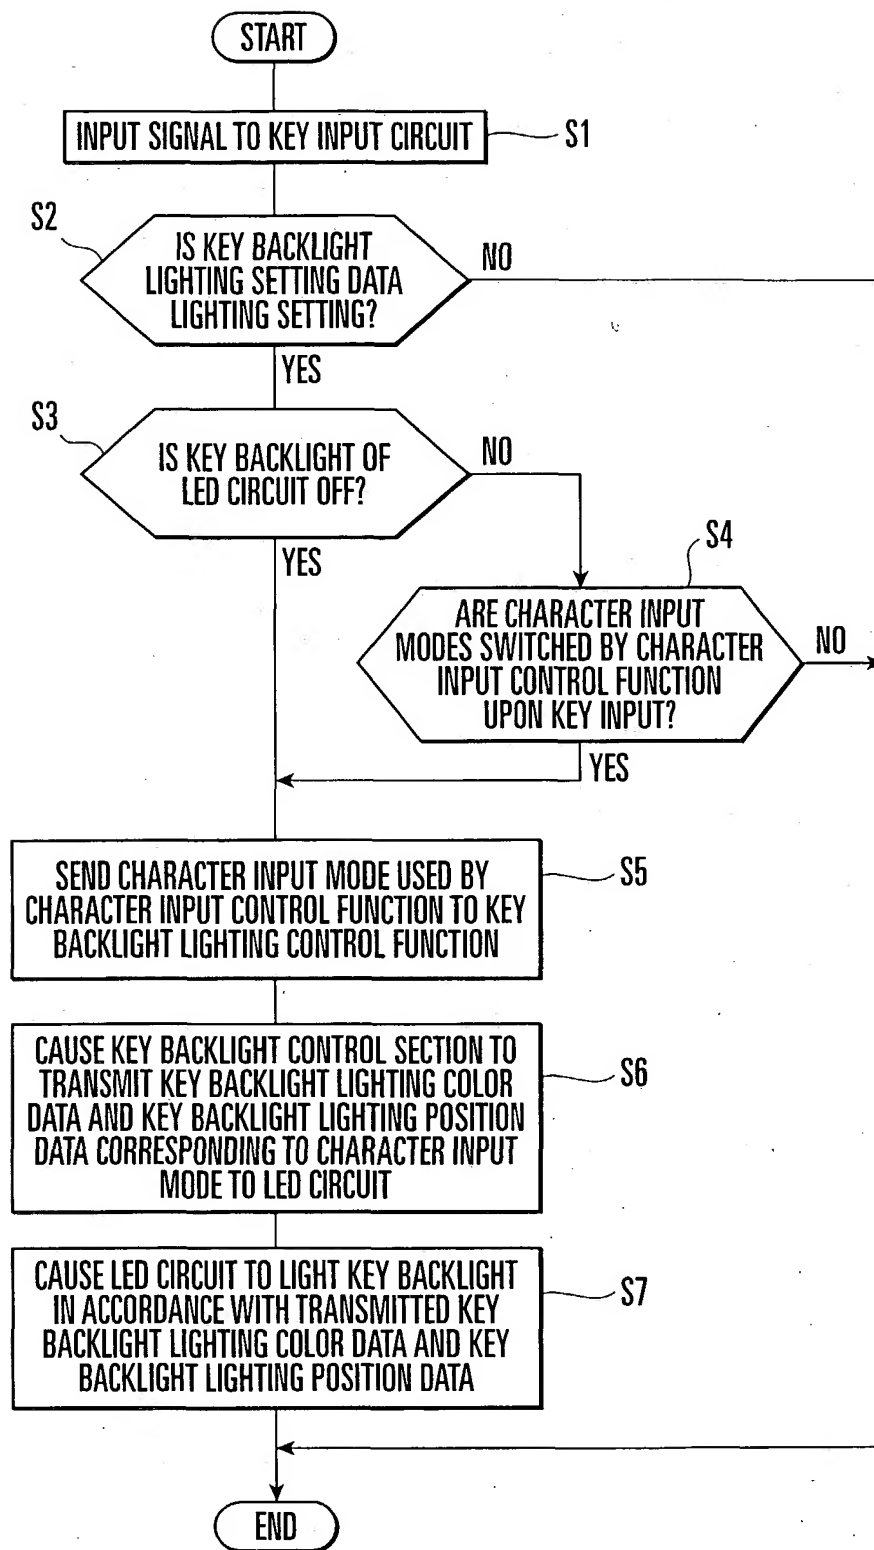 START
INPUT SIGNAL TO KEY INPUT CIRCUIT
S1
S2
IS KEY BACKLIGHT
LIGHTING SETTING DATA
LIGHTING SETTING?
NO
YES
S3
IS KEY BACKLIGHT OF
LED CIRCUIT OFF?
NO
YES
S4
ARE CHARACTER INPUT
MODES SWITCHED BY CHARACTER
INPUT CONTROL FUNCTION
UPON KEY INPUT?
NO
YES
SEND CHARACTER INPUT MODE USED BY
CHARACTER INPUT CONTROL FUNCTION TO KEY
BACKLIGHT LIGHTING CONTROL FUNCTION
S5
CAUSE KEY BACKLIGHT CONTROL SECTION TO
TRANSMIT KEY BACKLIGHT LIGHTING COLOR
DATA AND KEY BACKLIGHT LIGHTING POSITION
DATA CORRESPONDING TO CHARACTER INPUT
MODE TO LED CIRCUIT
S6
CAUSE LED CIRCUIT TO LIGHT KEY BACKLIGHT
IN ACCORDANCE WITH TRANSMITTED KEY
BACKLIGHT LIGHTING COLOR DATA AND KEY
BACKLIGHT LIGHTING POSITION DATA
S7
END